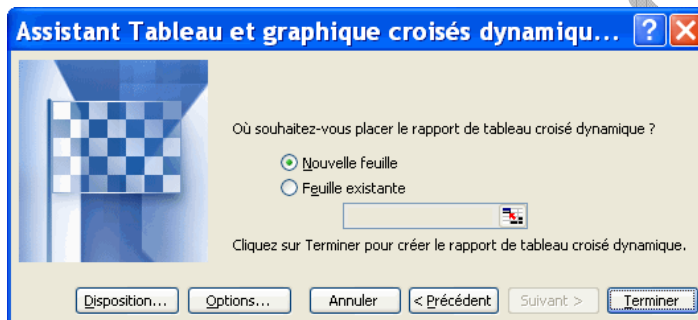 Assistant Tableau et graphique croisés dynamiqu...
Où souhaitez-vous placer le rapport de tableau croisé dynamique ?
Nouvelle feuille
Feuille existante
Cliquez sur Terminer pour créer le rapport de tableau croisé dynamique.
Disposition... Options... Annuler < Précédent Suivant > Terminer